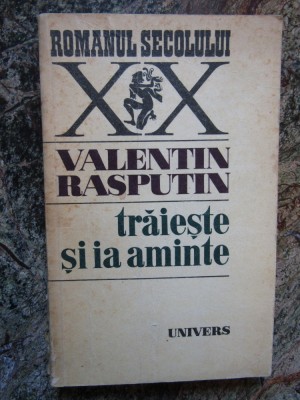 ROMANUL SECOLULUI
XX
VALENTIN
RASPUTIN
trăiește
și ia aminte
UNIVERS